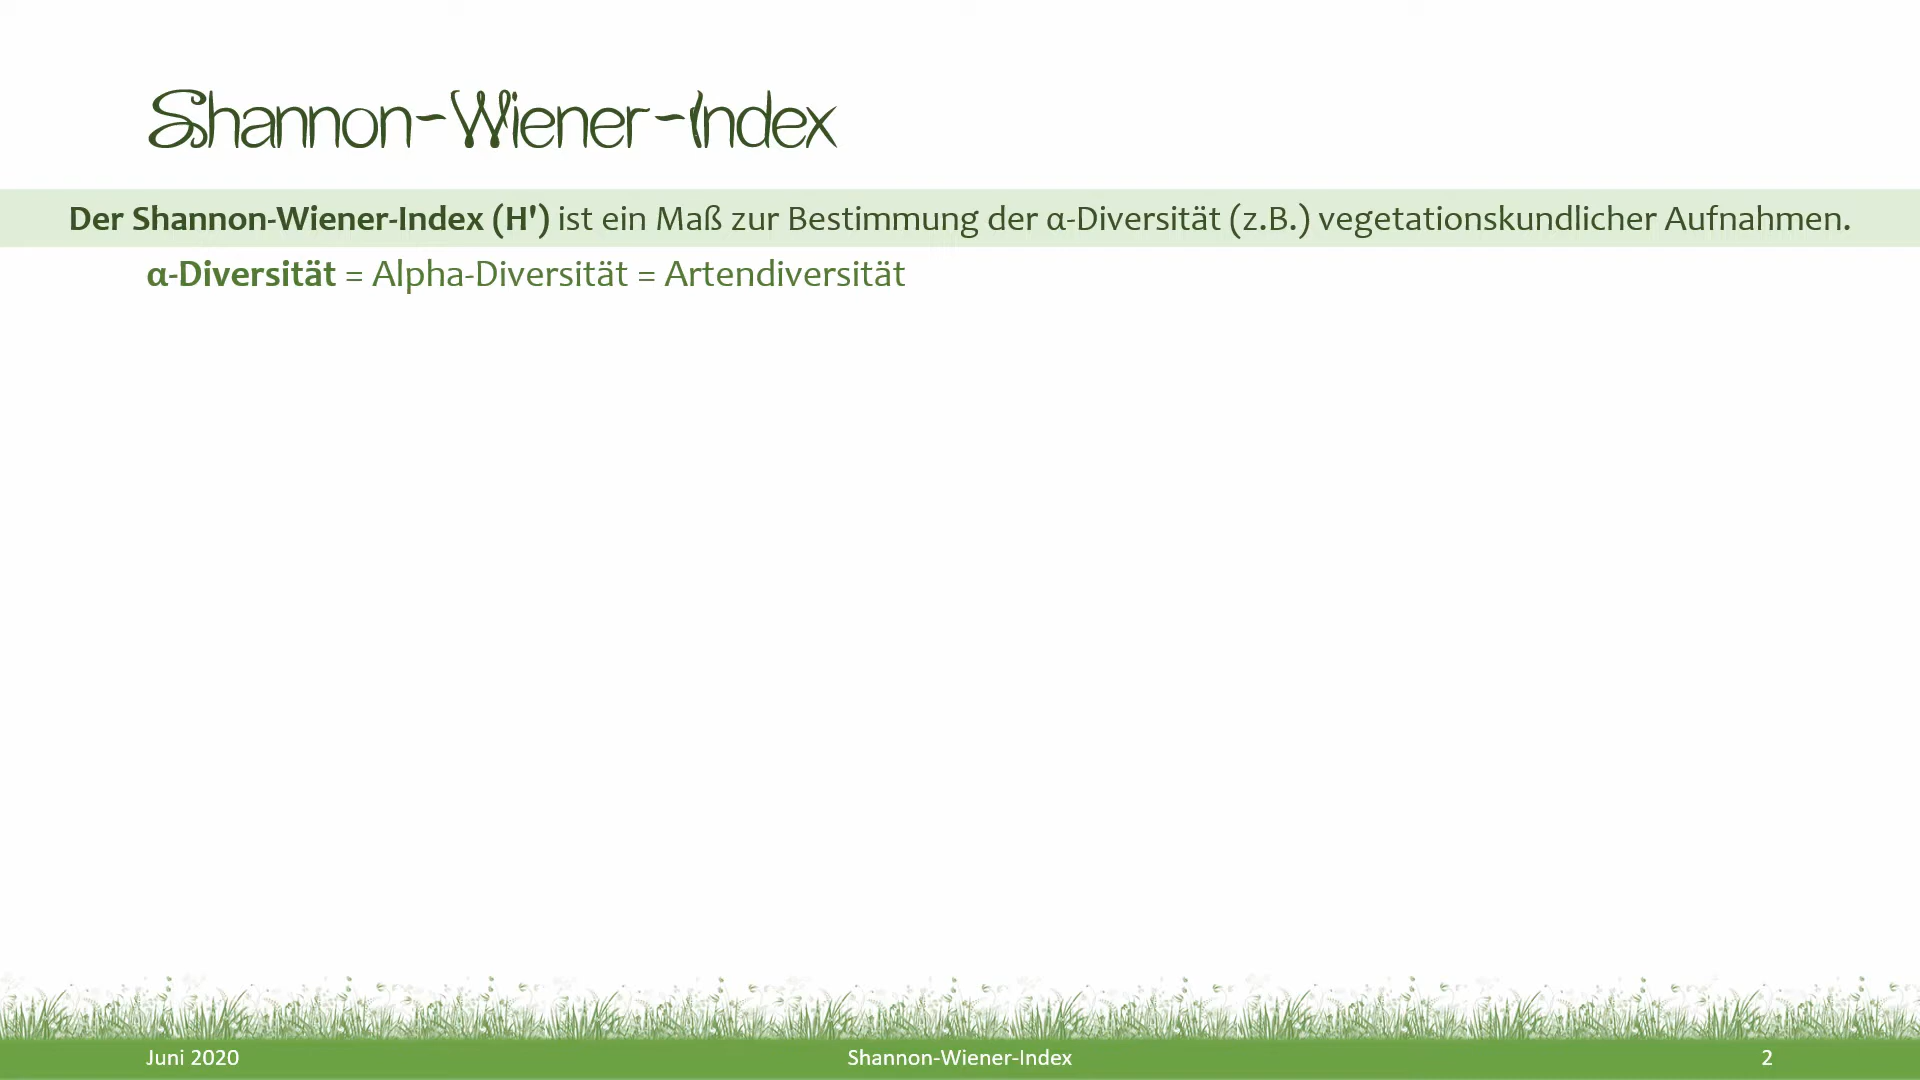 Shannon-Wiener-Index
Der Shannon-Wiener-Index (H') ist ein Maß zur Bestimmung der α-Diversität (z.B.) vegetationskundlicher Aufnahmen.
α-Diversität = Alpha-Diversität = Artendiversität
Juni 2020
Shannon-Wiener-Index
2